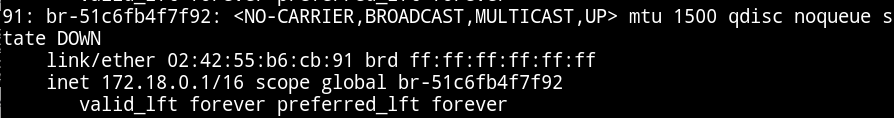 91: br-51c6fb4f7f92: <NO-CARRIER,BROADCAST,MULTICAST,UP> mtu 1500 qdisc noqueue s
tate DOWN
    link/ether 02:42:55:b6:cb:91 brd ff:ff:ff:ff:ff:ff
    inet 172.18.0.1/16 scope global br-51c6fb4f7f92
       valid_lft forever preferred_lft forever